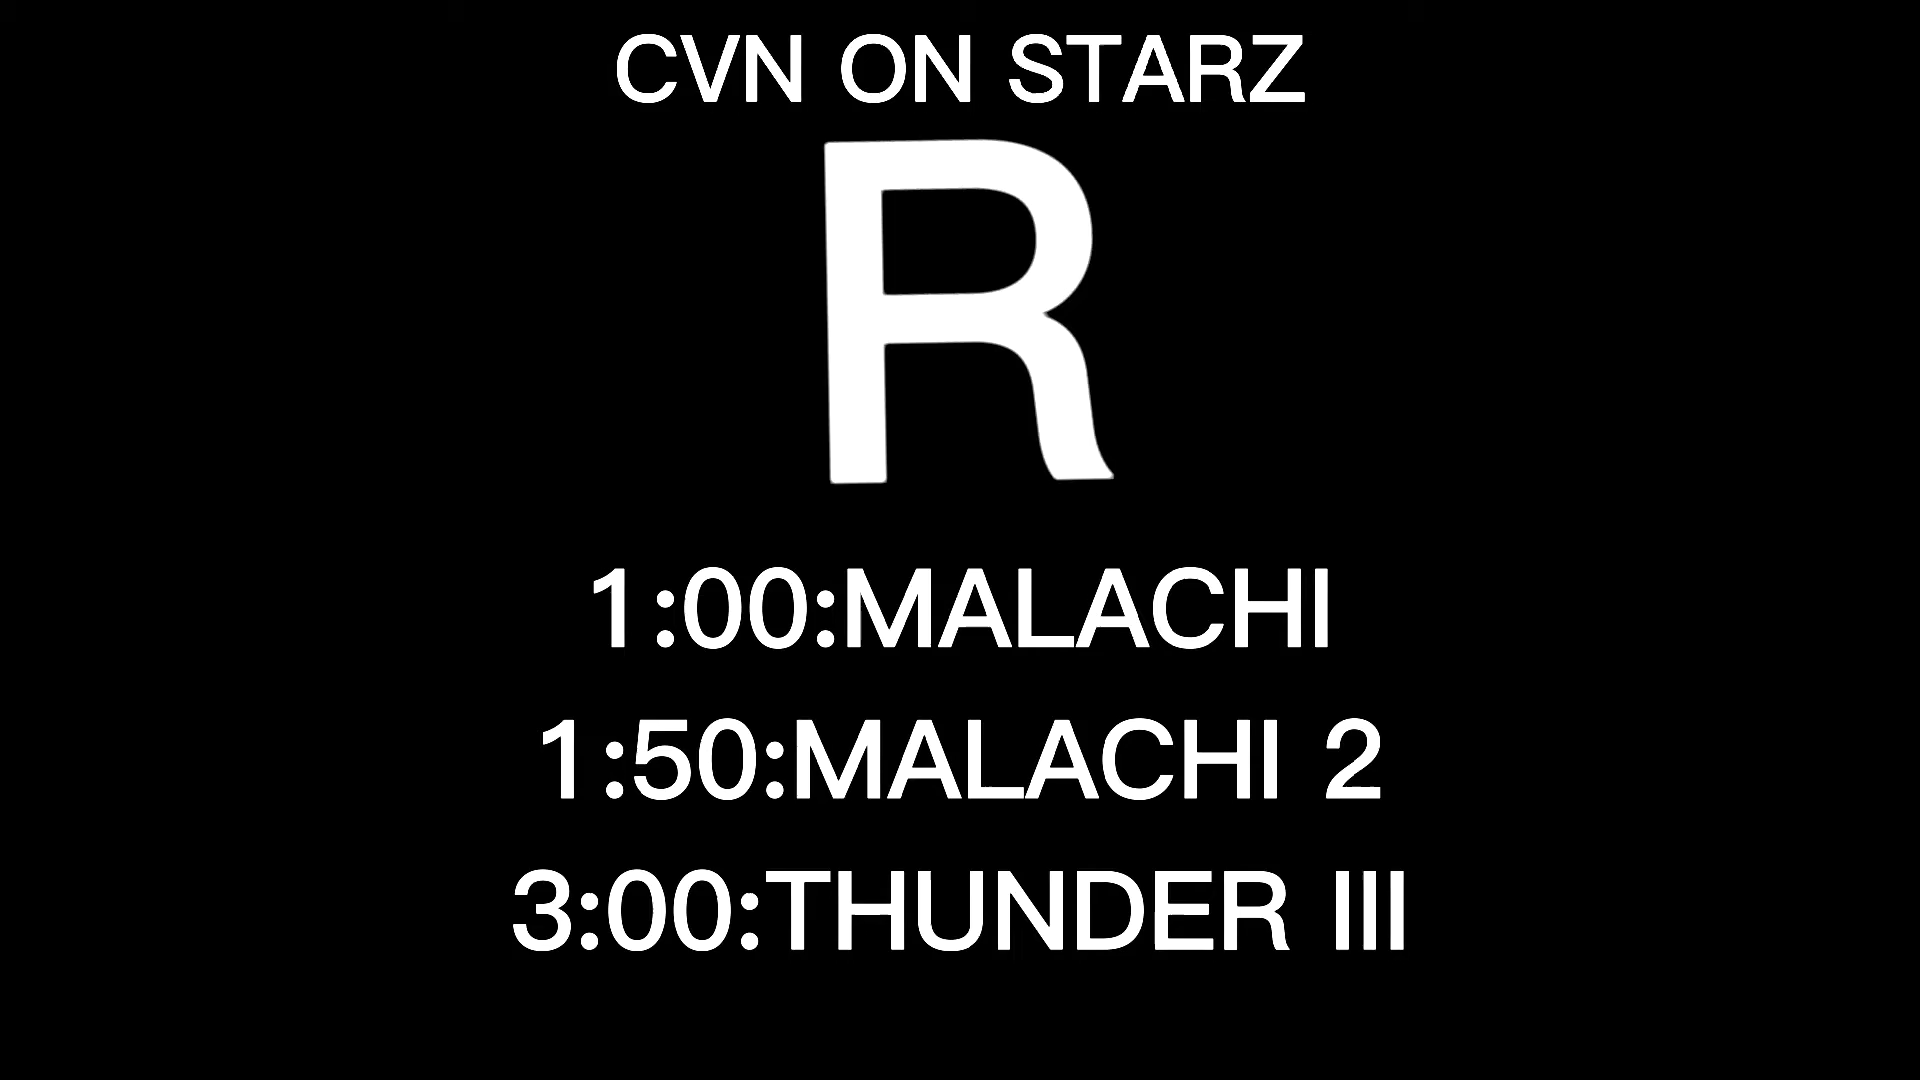 CVN ON STARZ
R
1:00:MALACHI
1:50:MALACHI 2
3:00:THUNDER III